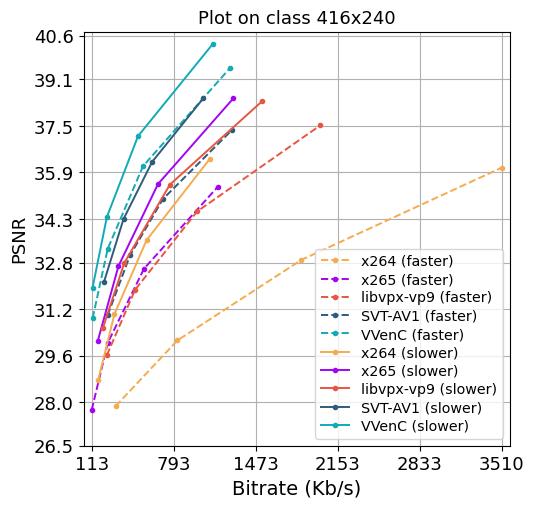 Plot on class 416x240
40.6
39.1
37.5
35.9
34.3
32.8
31.2
29.6
28.0
26.5
PSNR
x264 (faster)
x265 (faster)
libvpx-vp9 (faster)
SVT-AV1 (faster)
VVenC (faster)
x264 (slower)
x265 (slower)
libvpx-vp9 (slower)
SVT-AV1 (slower)
VVenC (slower)
113 793 1473 2153 2833 3510
Bitrate (Kb/s)